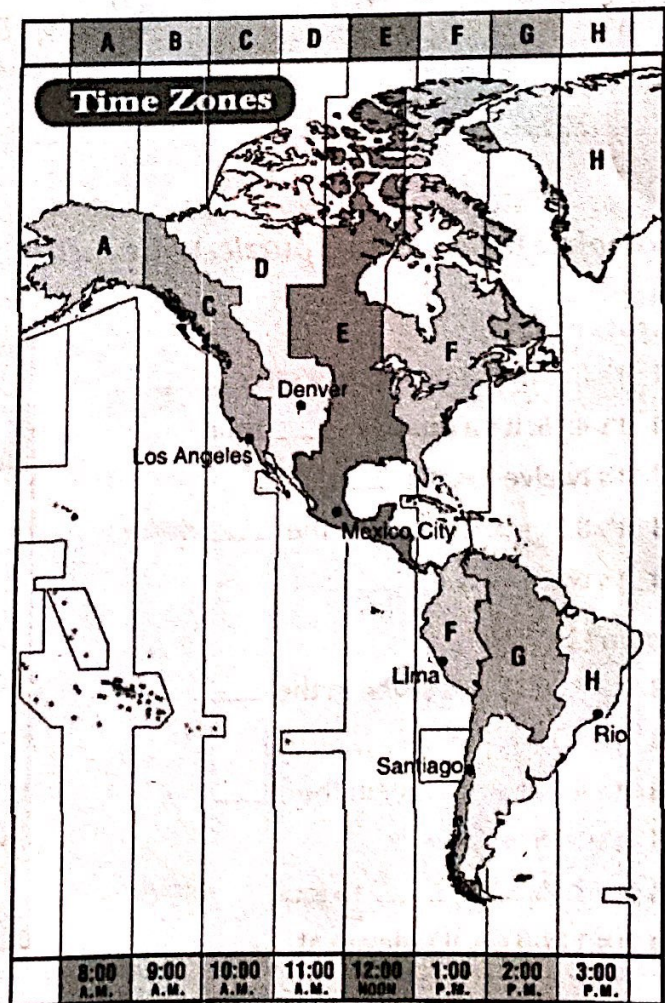 A B C D E F G H
Time Zones
H
A
D
C
E
F
Denver
Los Angeles
Mexico City
F
G
Lima
H
Rio
Santiago
8:00 9:00 10:00 11:00 12:00 1:00 2:00 3:00
A.M. A.M. A.M. A.M. NOON P.M. P.M. P.M.